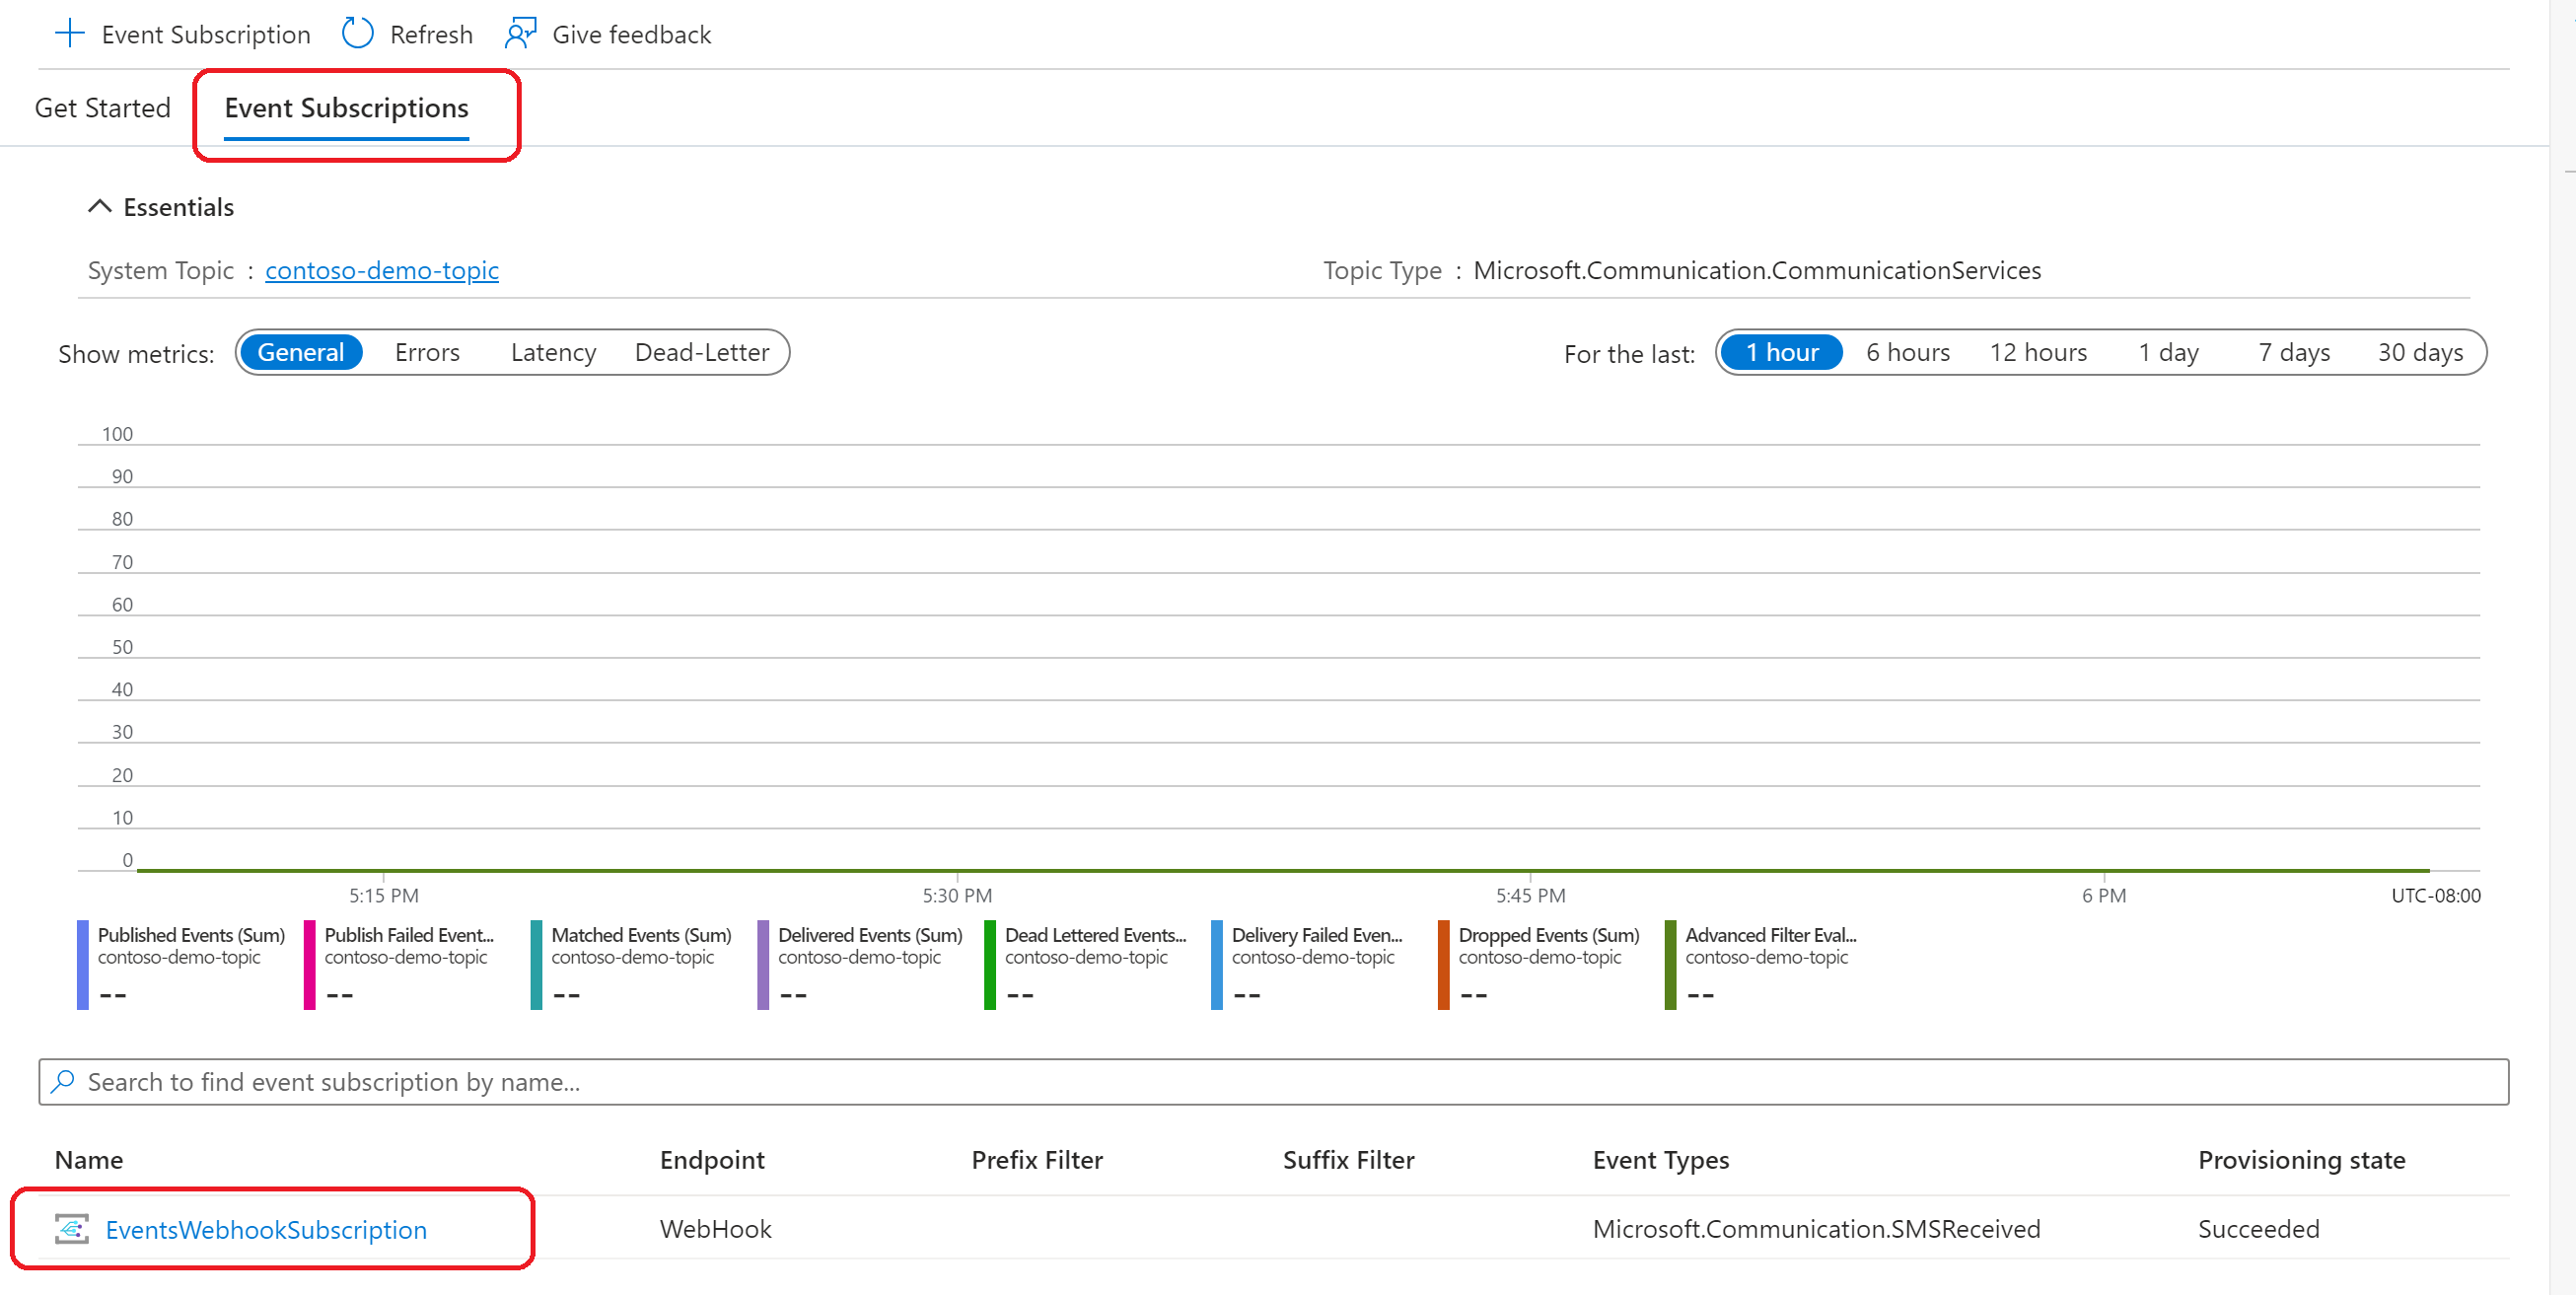 Event Subscription Refresh Give feedback
Get Started Event Subscriptions
Essentials
System Topic : contoso-demo-topic Topic Type : Microsoft.Communication.CommunicationServices
Show metrics: General Errors Latency Dead-Letter For the last: 1 hour 6 hours 12 hours 1 day 7 days 30 days
100
90
80
70
60
50
40
30
20
10
0
5:15 PM 5:30 PM 5:45 PM 6 PM UTC-08:00
Published Events (Sum) Publish Failed Event... Matched Events (Sum) Delivered Events (Sum) Dead Lettered Events... Delivery Failed Even... Dropped Events (Sum) Advanced Filter Eval...
contoso-demo-topic contoso-demo-topic contoso-demo-topic contoso-demo-topic contoso-demo-topic contoso-demo-topic contoso-demo-topic contoso-demo-topic
-- -- -- -- -- -- -- --
Search to find event subscription by name...
Name Endpoint Prefix Filter Suffix Filter Event Types Provisioning state
EventsWebhookSubscription WebHook Microsoft.Communication.SMSReceived Succeeded